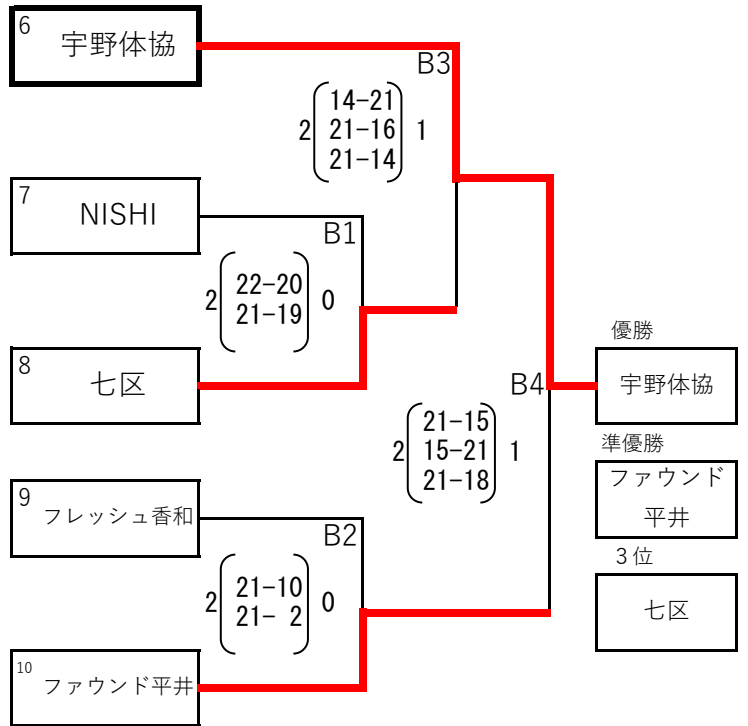 6
宇野体協
B3
14-21
2 21-16 1
21-14
7
NISHI
B1
22-20
2 0
21-19
8
七区
優勝
宇野体協
B4
21-15
2 15-21 1
21-18
準優勝
ファウンド
平井
9
フレッシュ香和
B2
21-10
2 0
21- 2
3位
七区
10
ファウンド平井